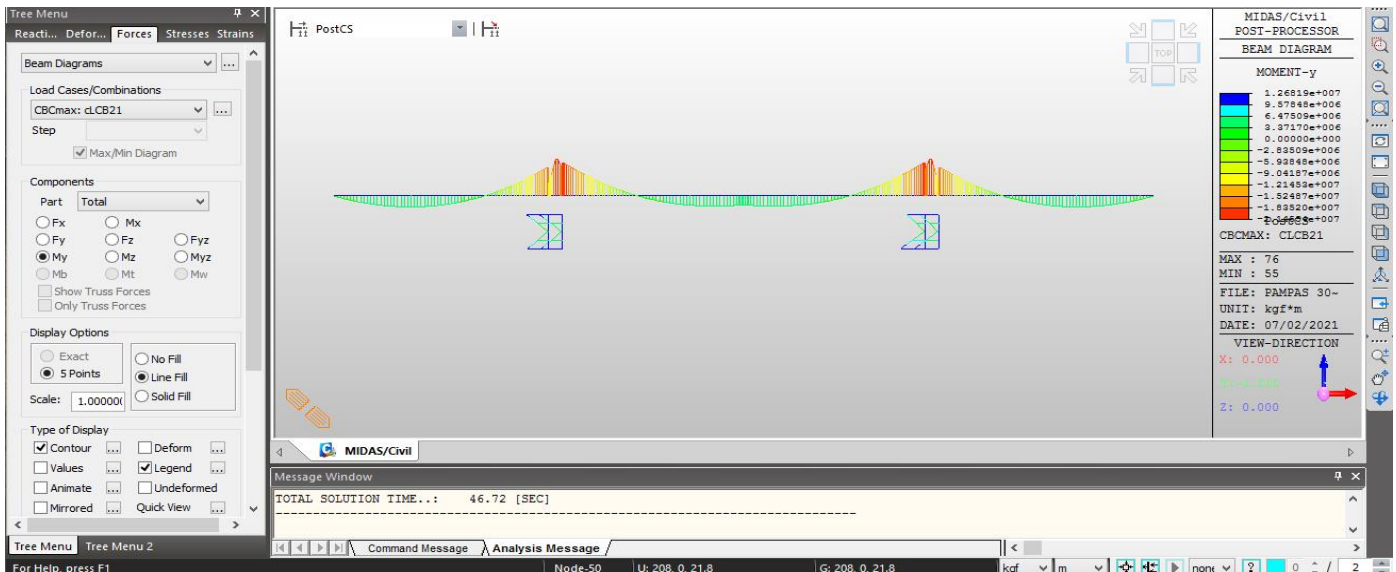 Tree Menu
Reacti... Defor... Forces Stresses Strains
Beam Diagrams ...
Load Cases/Combinations
CBCmax: cLCB21 ...
Step
Max/Min Diagram
Components
Part Total
Fx Mx
Fy Fz Fyz
My Mz Myz
Mb Mt Mw
Show Truss Forces
Only Truss Forces
Display Options
Exact
5 Points
No Fill
Line Fill
Solid Fill
Scale: 1.00000
Type of Display
Contour ... Deform ...
Values ... Legend ...
Animate ... Undeformed
Mirrored ... Quick View ...
Tree Menu Tree Menu 2
For Help, press F1
PostCS
TOP
MIDAS/Civil
POST-PROCESSOR
BEAM DIAGRAM
MOMENT-y
1.26819e+007
9.57848e+006
6.47509e+006
3.37170e+006
0.00000e+000
-2.83509e+006
-5.93848e+006
-9.04187e+006
-1.21453e+007
-1.52487e+007
-1.83520e+007
PostCS
CBCMAX: CLCB21
MAX : 76
MIN : 55
FILE: PAMPAS 30~
UNIT: kgf*m
DATE: 07/02/2021
VIEW-DIRECTION
X: 0.000
Z: 0.000
MIDAS/Civil
Message Window
TOTAL SOLUTION TIME..: 46.72 [SEC]
Command Message Analysis Message
Node-50 U: 208, 0, 21.8 G: 208, 0, 21.8 kgf m none ? 0 / 2